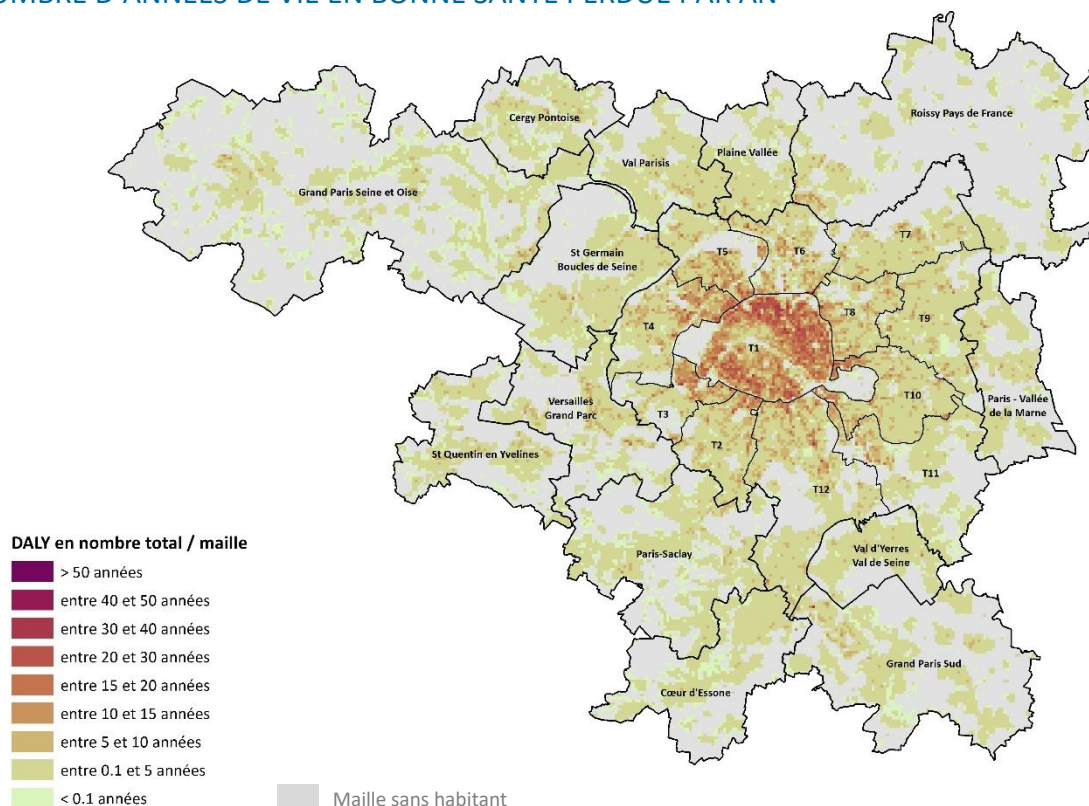 NOMBRE D'ANNÉES DE VIE EN BONNE SANTÉ PERDUE PAR AN
Cergy Pontoise
Roissy Pays de France
Val Parisis
Plaine Vallée
Grand Paris Seine et Oise
T7
St Germain
Boucles de Seine
T5
T6
T4
T8
T9
T1
Versailles
Grand Parc
T3
T10
Paris - Vallée
de la Marne
St Quentin en Yvelines
T2
T11
T12
Paris-Saclay
Val d'Yerres
Val de Seine
Grand Paris Sud
Cœur d'Essone
DALY en nombre total / maille
> 50 années
entre 40 et 50 années
entre 30 et 40 années
entre 20 et 30 années
entre 15 et 20 années
entre 10 et 15 années
entre 5 et 10 années
entre 0.1 et 5 années
< 0.1 années
Maille sans habitant